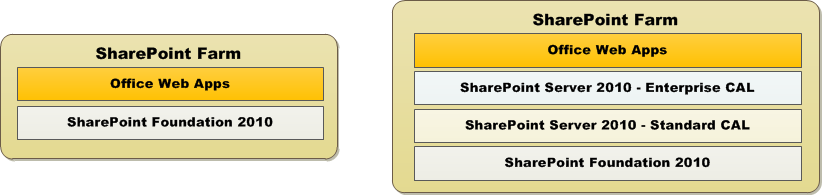 SharePoint Farm
Office Web Apps
SharePoint Foundation 2010
SharePoint Farm
Office Web Apps
SharePoint Server 2010 - Enterprise CAL
SharePoint Server 2010 - Standard CAL
SharePoint Foundation 2010